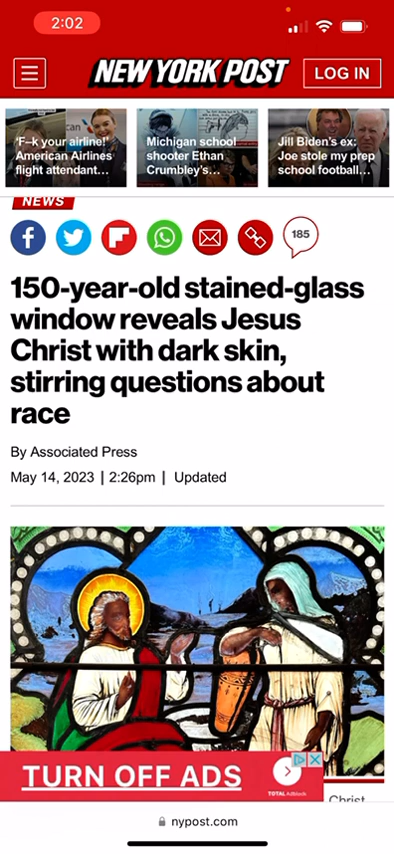 2:02
NEW YORK POST
LOG IN
'F–k your airline!'
American Airlines
flight attendant...
Michigan school
shooter Ethan
Crumbley's...
Jill Biden's ex:
Joe stole my prep
school football...
NEWS
185
150-year-old stained-glass
window reveals Jesus
Christ with dark skin,
stirring questions about
race
By Associated Press
May 14, 2023 | 2:26pm | Updated
TURN OFF ADS
TOTAL Adblock
Christ
nypost.com